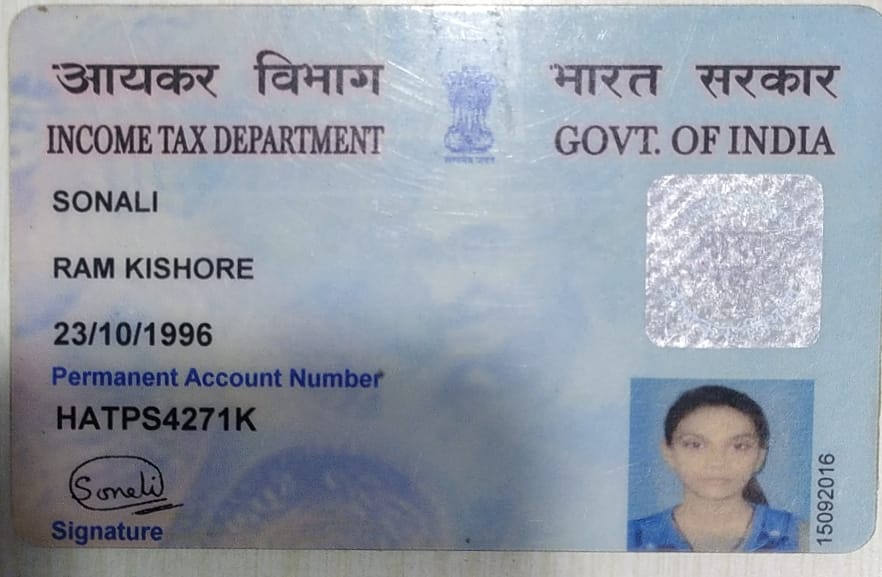 आयकर विभाग
INCOME TAX DEPARTMENT
भारत सरकार
GOVT. OF INDIA
सत्यमेव जयते
SONALI
RAM KISHORE
23/10/1996
Permanent Account Number
HATPS4271K
Sonali
Signature
15092016